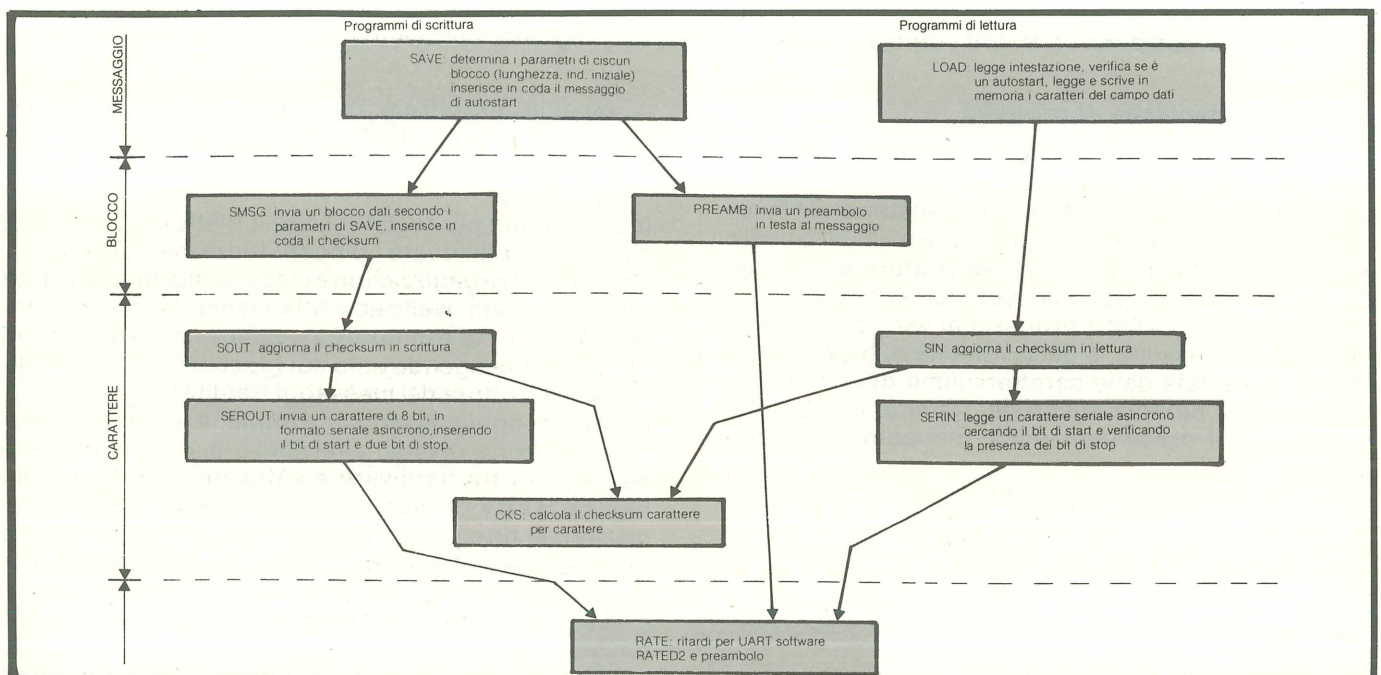 Programmi di scrittura
Programmi di lettura
MESSAGGIO
SAVE: determina i parametri di ciscun
blocco (lunghezza, ind. iniziale)
inserisce in coda il messaggio
di autostart
LOAD: legge intestazione, verifica se è
un autostart, legge e scrive in
memoria i caratteri del campo dati
BLOCCO
SMSG: invia un blocco dati secondo i
parametri di SAVE, inserisce in
coda il checksum
PREAMB: invia un preambolo
in testa al messaggio
CARATTERE
SOUT: aggiorna il checksum in scrittura
SIN: aggiorna il checksum in lettura
SEROUT: invia un carattere di 8 bit, in
formato seriale asincrono, inserendo
il bit di start e due bit di stop.
SERIN: legge un carattere seriale asincrono
cercando il bit di start e verificando
la presenza dei bit di stop
CKS: calcola il checksum carattere
per carattere
RATE: ritardi per UART software
RATED2 e preambolo